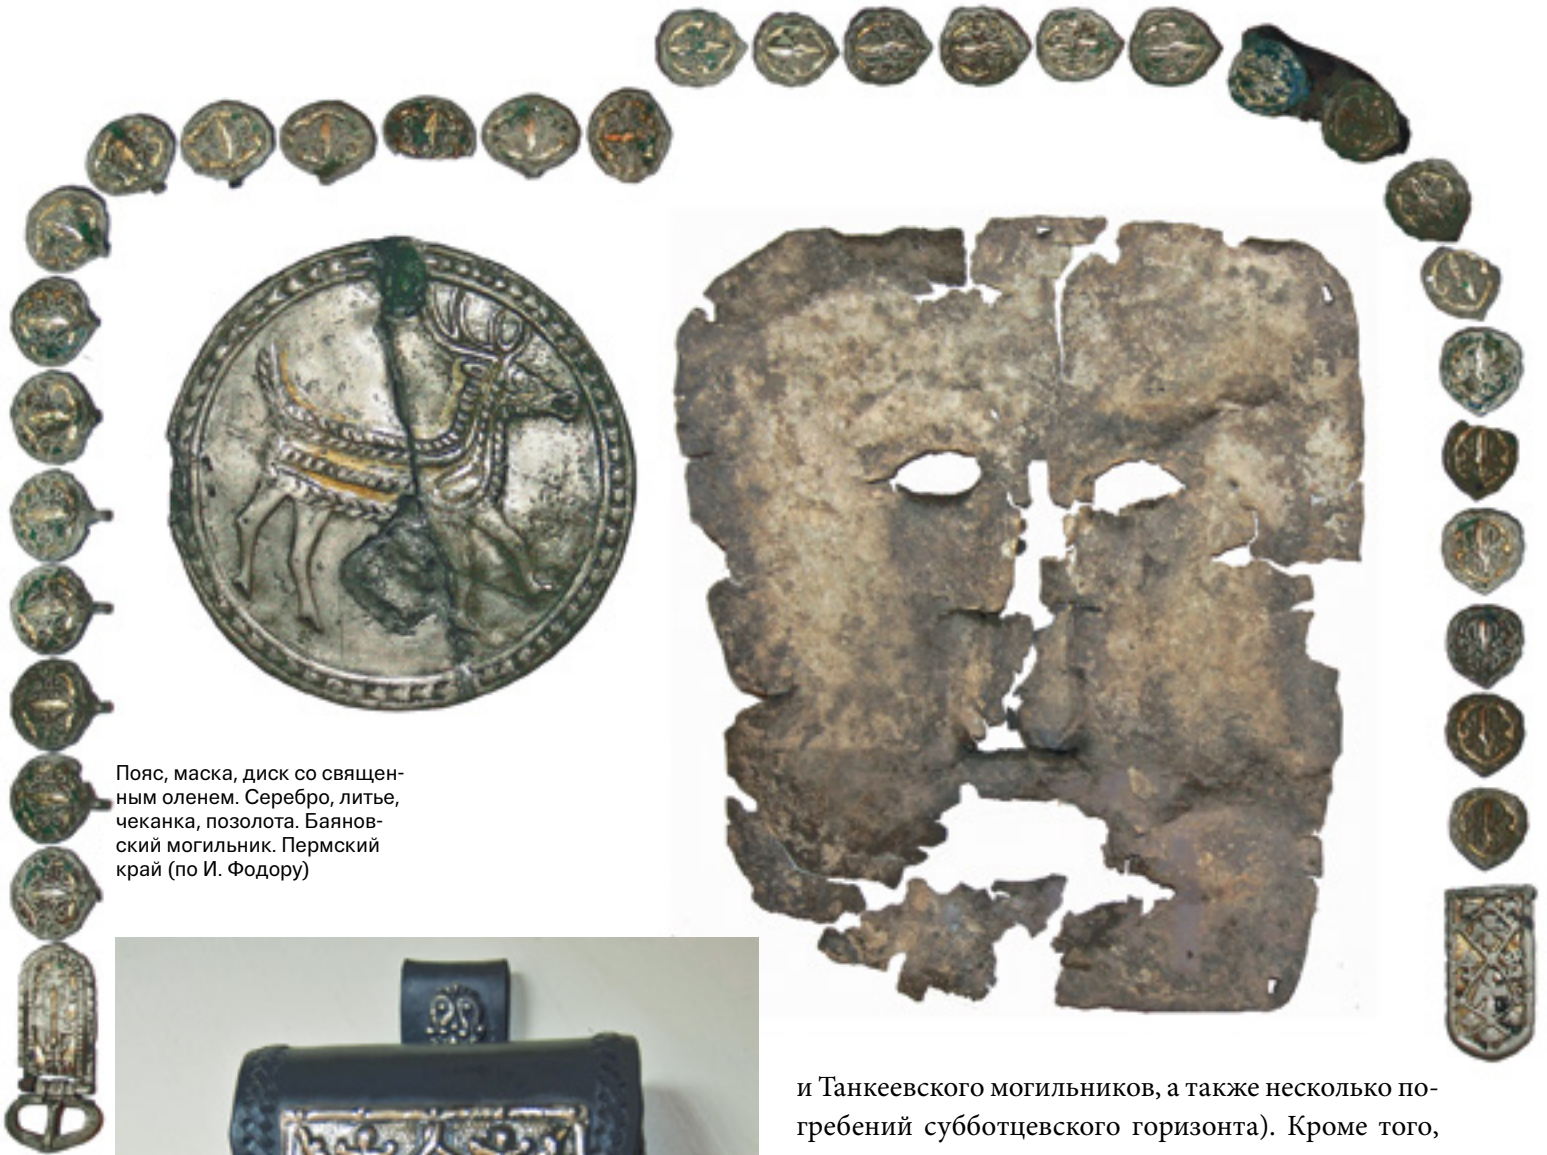 Пояс, маска, диск со священ-
ным оленем. Серебро, литье,
чеканка, позолота. Баянов-
ский могильник. Пермский
край (по И. Фодору)
и Танкеевского могильников, а также несколько по-
гребений субботцевского горизонта). Кроме того,